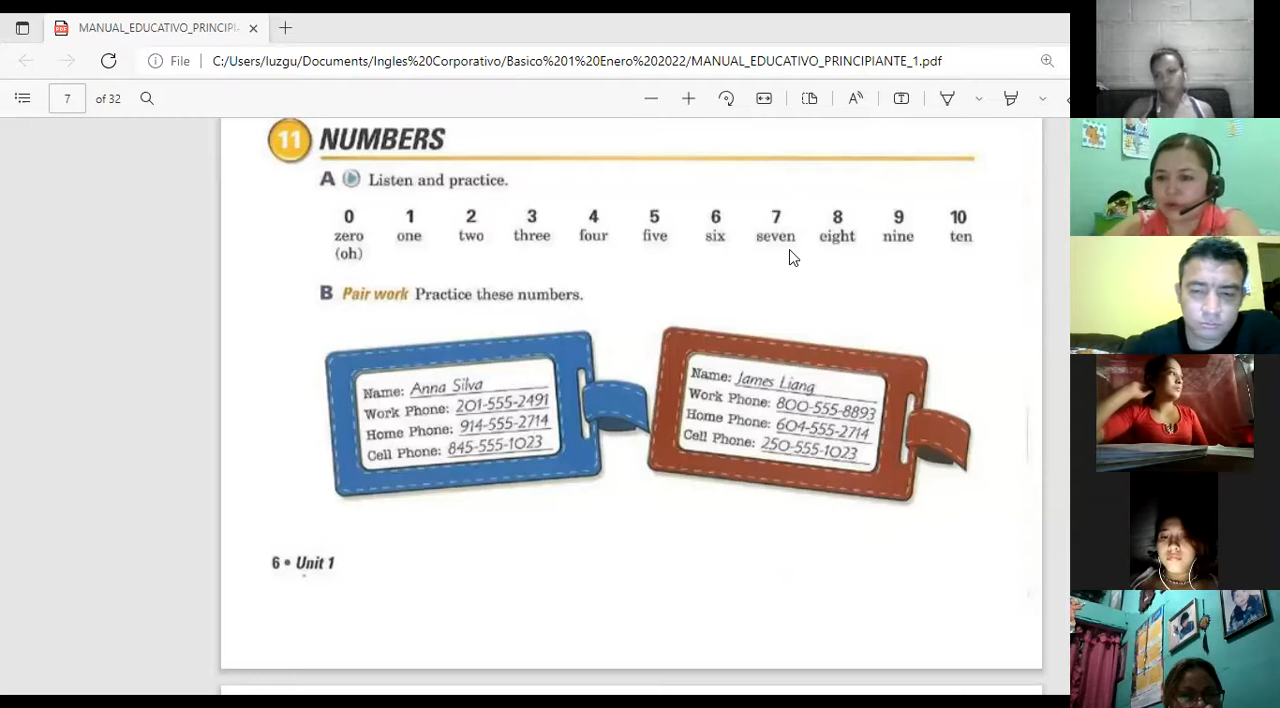 MANUAL_EDUCATIVO_PRINCIPI
File
C:/Users/luzgu/Documents/Ingles%20Corporativo/Basico%201%20Enero%202022/MANUAL_EDUCATIVO_PRINCIPIANTE_1.pdf
7 of 32
11 NUMBERS
A Listen and practice.
0 1 2 3 4 5 6 7 8 9 10
zero one two three four five six seven eight nine ten
(oh)
B Pair work Practice these numbers.
Name: Anna Silva
Work Phone: 201-555-2491
Home Phone: 914-555-2714
Cell Phone: 845-555-1023
Name: James Liang
Work Phone: 800-555-8893
Home Phone: 604-555-2714
Cell Phone: 250-555-1023
6 • Unit 1